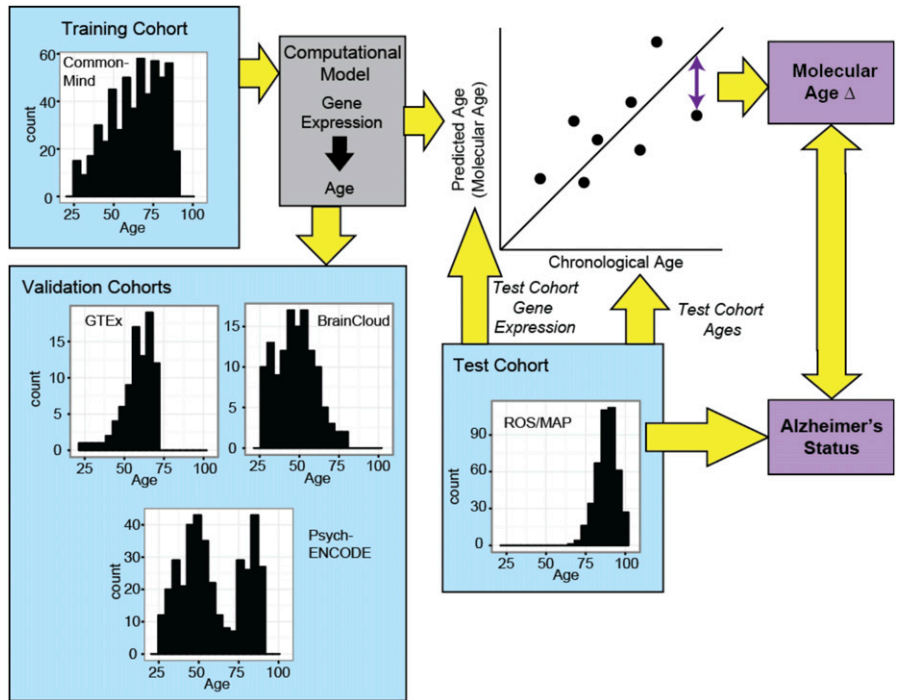 Training Cohort
Common-
Mind
60
40
20
0
count
25 50 75 100
Age
Computational
Model
Gene
Expression
Age
Predicted Age
(Molecular Age)
Chronological Age
Molecular
Age Δ
Validation Cohorts
GTEx
15
10
5
0
count
25 50 75 100
Age
BrainCloud
15
10
5
0
25 50 75 100
Age
Psych-
ENCODE
40
30
20
10
0
count
25 50 75 100
Age
Test Cohort
Gene
Expression
Test Cohort
Ages
Test Cohort
ROS/MAP
90
60
30
0
count
25 50 75 100
Age
Alzheimer's
Status